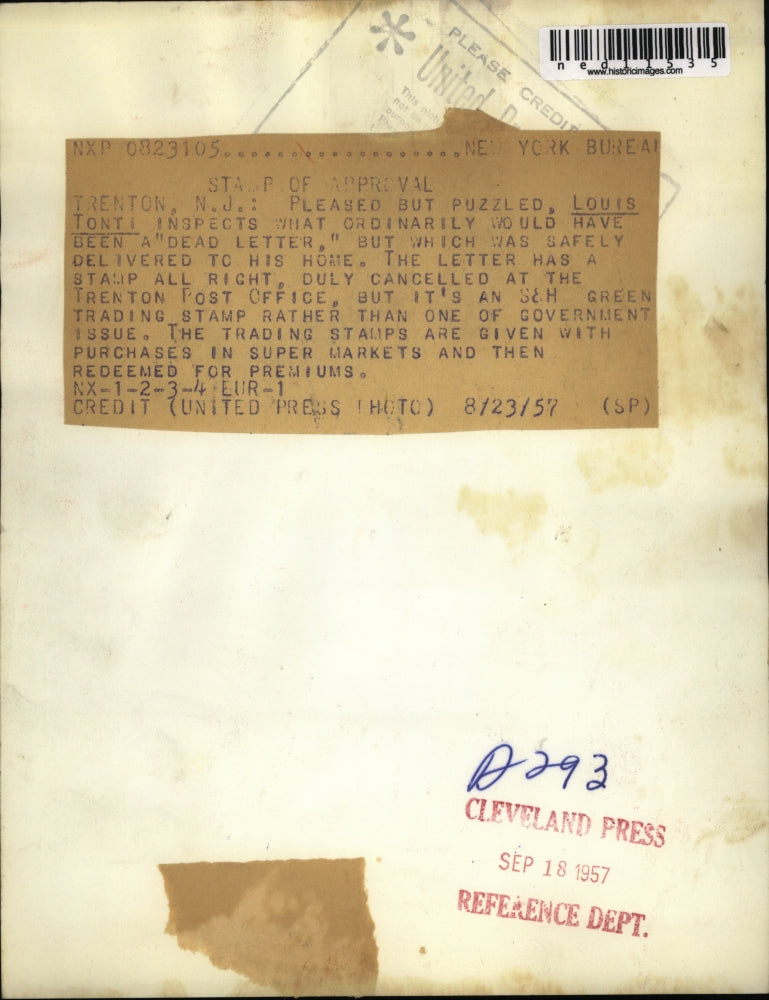 ned11535
www.historicimages.com
PLEASE CREDIT
United
NXP 0823105...................NEW YORK BUREAU
STAMP OF APPROVAL
TRENTON, N.J.: PLEASED BUT PUZZLED, LOUIS
TONTI INSPECTS WHAT ORDINARILY WOULD HAVE
BEEN A"DEAD LETTER," BUT WHICH WAS SAFELY
DELIVERED TO HIS HOME. THE LETTER HAS A
STAMP ALL RIGHT, DULY CANCELLED AT THE
TRENTON POST OFFICE, BUT IT'S AN S&H GREEN
TRADING STAMP RATHER THAN ONE OF GOVERNMENT
ISSUE. THE TRADING STAMPS ARE GIVEN WITH
PURCHASES IN SUPER MARKETS AND THEN
REDEEMED FOR PREMIUMS.
NX-1-2-3-4 EUR-1
CREDIT (UNITED PRESS PHOTO) 8/23/57 (SP)
A293
CLEVELAND PRESS
SEP 18 1957
REFERENCE DEPT.